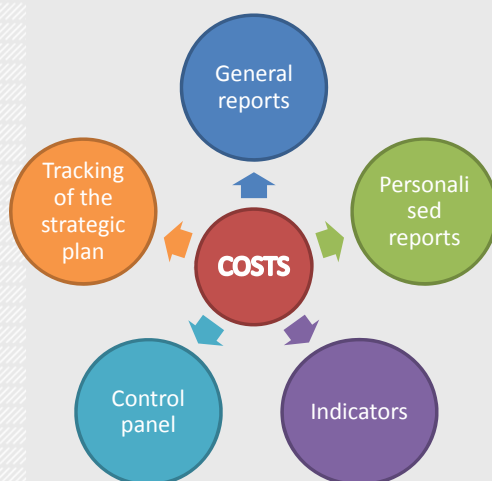 General
reports
Tracking
of the
strategic
plan
Personali
sed
reports
COSTS
Control
panel
Indicators